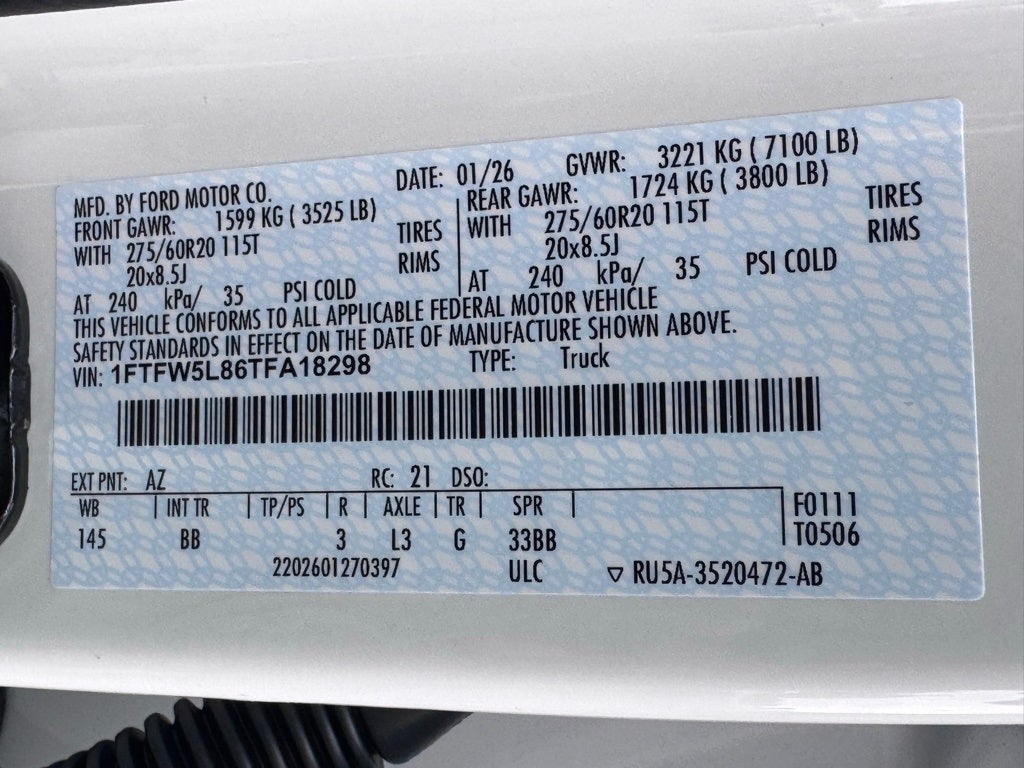 MFD. BY FORD MOTOR CO. DATE: 01/26 GVWR: 3221 KG ( 7100 LB)
FRONT GAWR: 1599 KG ( 3525 LB) REAR GAWR: 1724 KG ( 3800 LB)
WITH 275/60R20 115T TIRES WITH 275/60R20 115T TIRES
20x8.5J RIMS 20x8.5J RIMS
AT 240 kPa/ 35 PSI COLD AT 240 kPa/ 35 PSI COLD
THIS VEHICLE CONFORMS TO ALL APPLICABLE FEDERAL MOTOR VEHICLE
SAFETY STANDARDS IN EFFECT ON THE DATE OF MANUFACTURE SHOWN ABOVE.
VIN: 1FTFW5L86TFA18298 TYPE: Truck
EXT PNT: AZ RC: 21 DSO:
WB INT TR TP/PS R AXLE TR SPR F0111
145 BB 3 L3 G 33BB T0506
2202601270397 ULC ▽ RU5A-3520472-AB